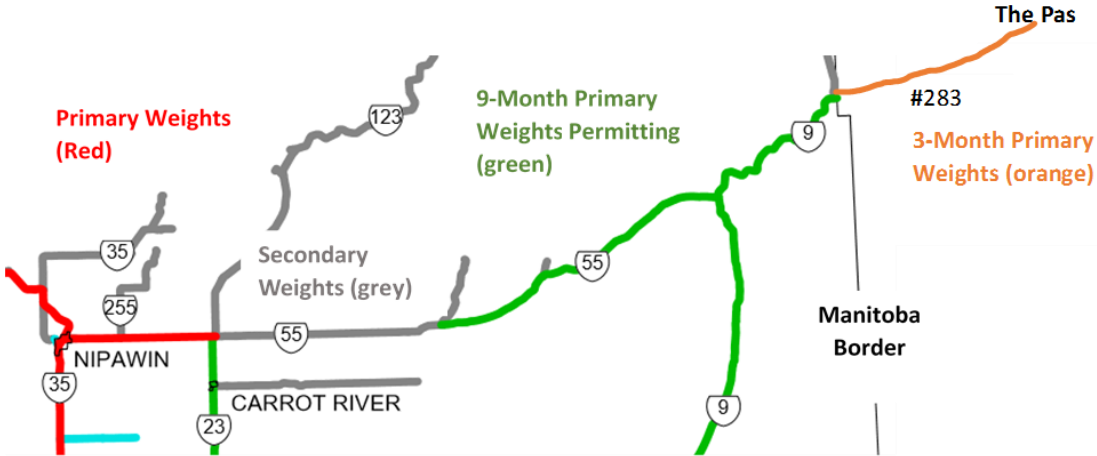 The Pas
123
9-Month Primary
Weights Permitting
(green)
Primary Weights
(Red)
#283
9
3-Month Primary
Weights (orange)
35
Secondary
Weights (grey)
55
255
55
Manitoba
Border
NIPAWIN
35
CARROT RIVER
23
9